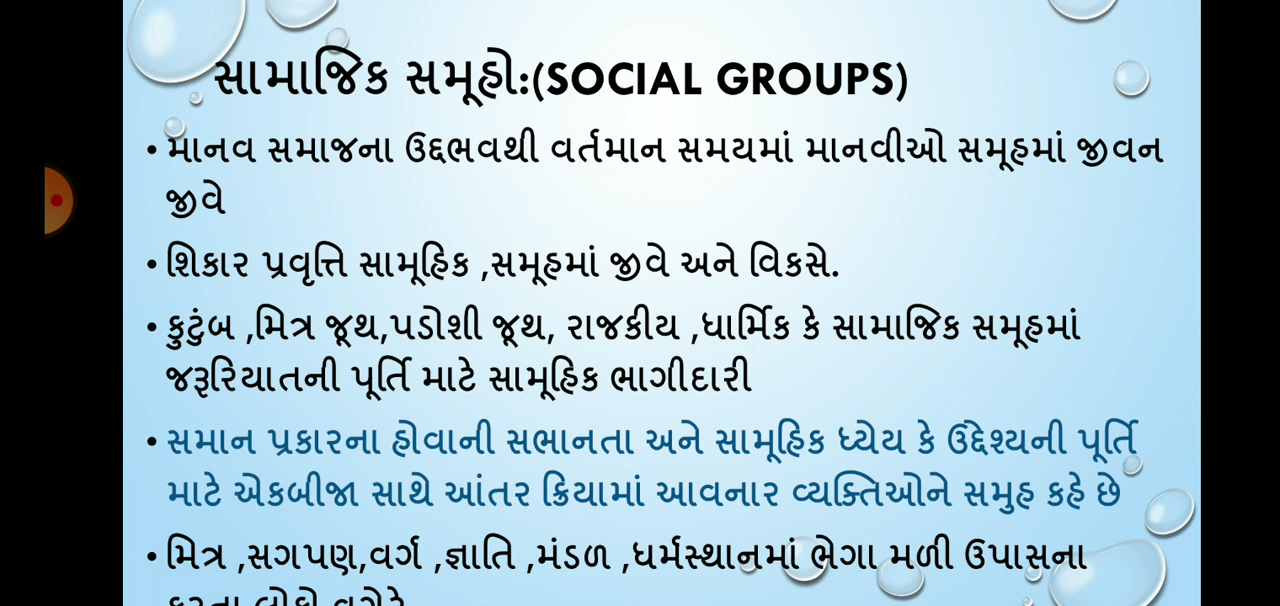 સામાજિક સમૂહો:(SOCIAL GROUPS)
• માનવ સમાજના ઉદ્દભવથી વર્તમાન સમયમાં માનવીઓ સમૂહમાં જીવન
જીવે
• શિકાર પ્રવૃત્તિ સામૂહિક ,સમૂહમાં જીવે અને વિકસે.
• કુટુંબ ,મિત્ર જૂથ,પડોશી જૂથ, રાજકીય ,ધાર્મિક કે સામાજિક સમૂહમાં
જરૂરિયાતની પૂર્તિ માટે સામૂહિક ભાગીદારી
• સમાન પ્રકારના હોવાની સભાનતા અને સામૂહિક ધ્યેય કે ઉદ્દેશ્યની પૂર્તિ
માટે એકબીજા સાથે આંતર ક્રિયામાં આવનાર વ્યક્તિઓને સમુહ કહે છે
• મિત્ર ,સગપણ,વર્ગ ,જ્ઞાતિ ,મંડળ ,ધર્મસ્થાનમાં ભેગા મળી ઉપાસના